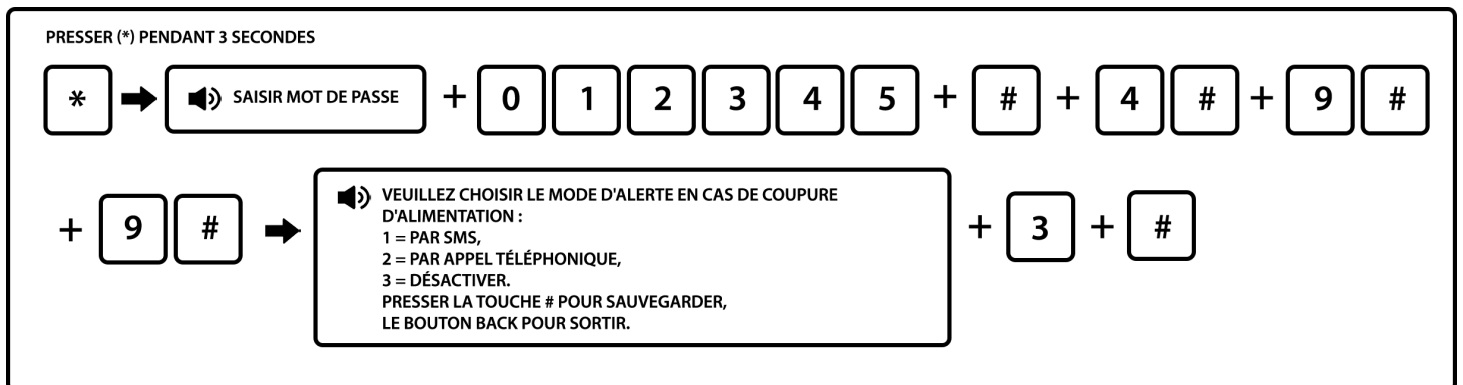 PRESSER (*) PENDANT 3 SECONDES
* SAISIR MOT DE PASSE + 0 1 2 3 4 5 + # + 4 # + 9 #
+ 9 #
VEUILLEZ CHOISIR LE MODE D'ALERTE EN CAS DE COUPURE
D'ALIMENTATION :
1 = PAR SMS,
2 = PAR APPEL TÉLÉPHONIQUE,
3 = DÉSACTIVER.
PRESSER LA TOUCHE # POUR SAUVEGARDER,
LE BOUTON BACK POUR SORTIR.
+ 3 + #